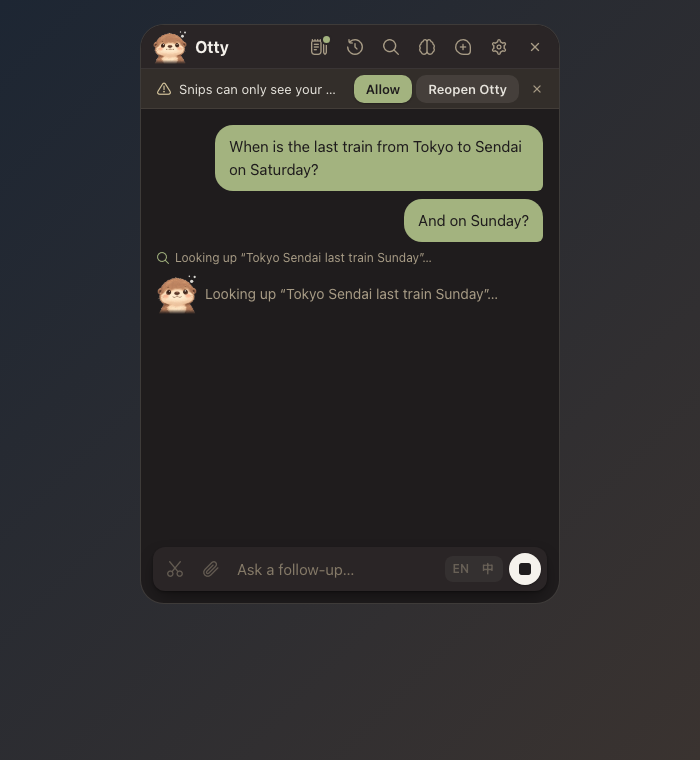 Otty
Snips can only see your ...
Allow
Reopen Otty
When is the last train from Tokyo to Sendai
on Saturday?
And on Sunday?
Looking up “Tokyo Sendai last train Sunday”...
Looking up “Tokyo Sendai last train Sunday”...
Ask a follow-up...
EN 中